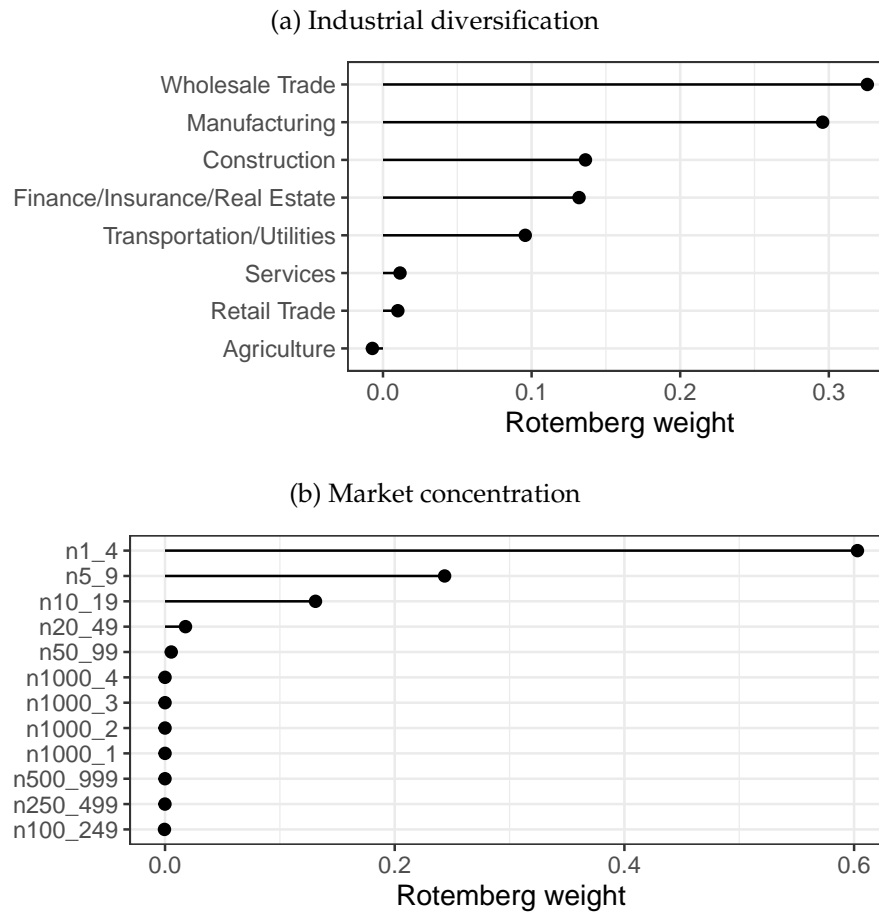 (a) Industrial diversification
Wholesale Trade
Manufacturing
Construction
Finance/Insurance/Real Estate
Transportation/Utilities
Services
Retail Trade
Agriculture
0.0 0.1 0.2 0.3
Rotemberg weight
(b) Market concentration
n1_4
n5_9
n10_19
n20_49
n50_99
n1000_4
n1000_3
n1000_2
n1000_1
n500_999
n250_499
n100_249
0.0 0.2 0.4 0.6
Rotemberg weight